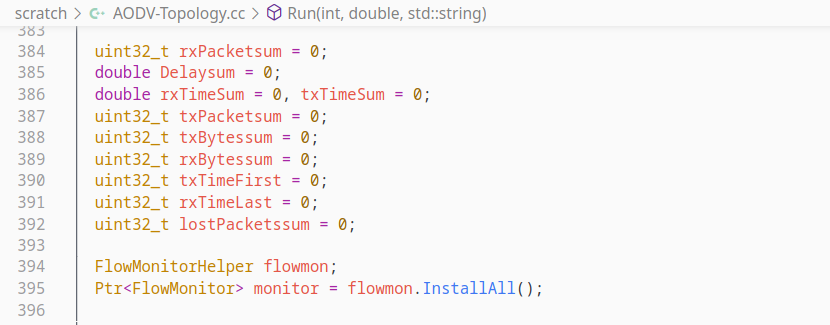 scratch > AODV-Topology.cc > Run(int, double, std::string)
383
384 uint32_t rxPacketsum = 0;
385 double Delaysum = 0;
386 double rxTimeSum = 0, txTimeSum = 0;
387 uint32_t txPacketsum = 0;
388 uint32_t txBytessum = 0;
389 uint32_t rxBytessum = 0;
390 uint32_t txTimeFirst = 0;
391 uint32_t rxTimeLast = 0;
392 uint32_t lostPacketssum = 0;
393
394 FlowMonitorHelper flowmon;
395 Ptr<FlowMonitor> monitor = flowmon.InstallAll();
396